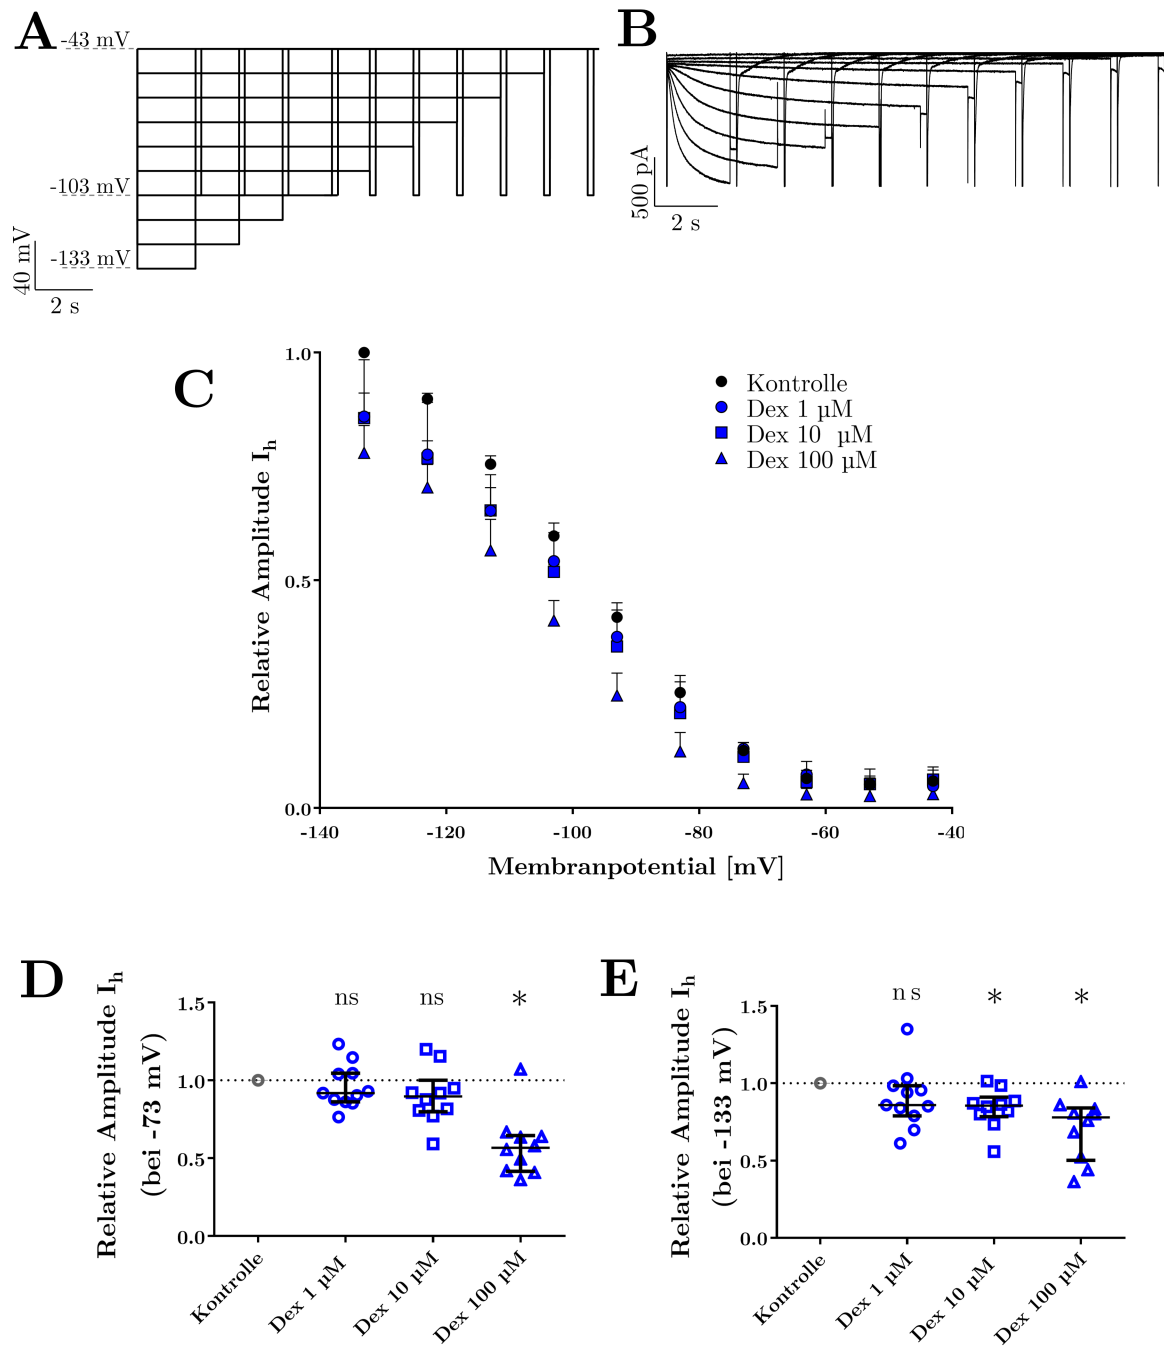 A
-43 mV
-103 mV
-133 mV
40 mV
2 s
B
500 pA
2 s
C
Relative Amplitude Ih
1.0
0.5
0.0
-140
-120
-100
-80
-60
-40
Membranpotential [mV]
Kontrolle
Dex 1 µM
Dex 10 µM
Dex 100 µM
D
Relative Amplitude Ih
(bei -73 mV)
1.5
1.0
0.5
0.0
ns
ns
*
Kontrolle
Dex 1 µM
Dex 10 µM
Dex 100 µM
E
Relative Amplitude Ih
(bei -133 mV)
1.5
1.0
0.5
0.0
ns
*
*
Kontrolle
Dex 1 µM
Dex 10 µM
Dex 100 µM